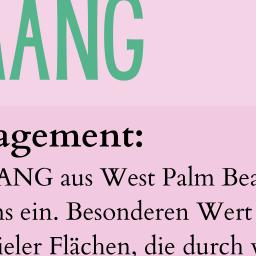 AANG
agement:
ANG aus West Palm Bea
ns ein. Besonderen Wert
ieler Flächen, die durch v